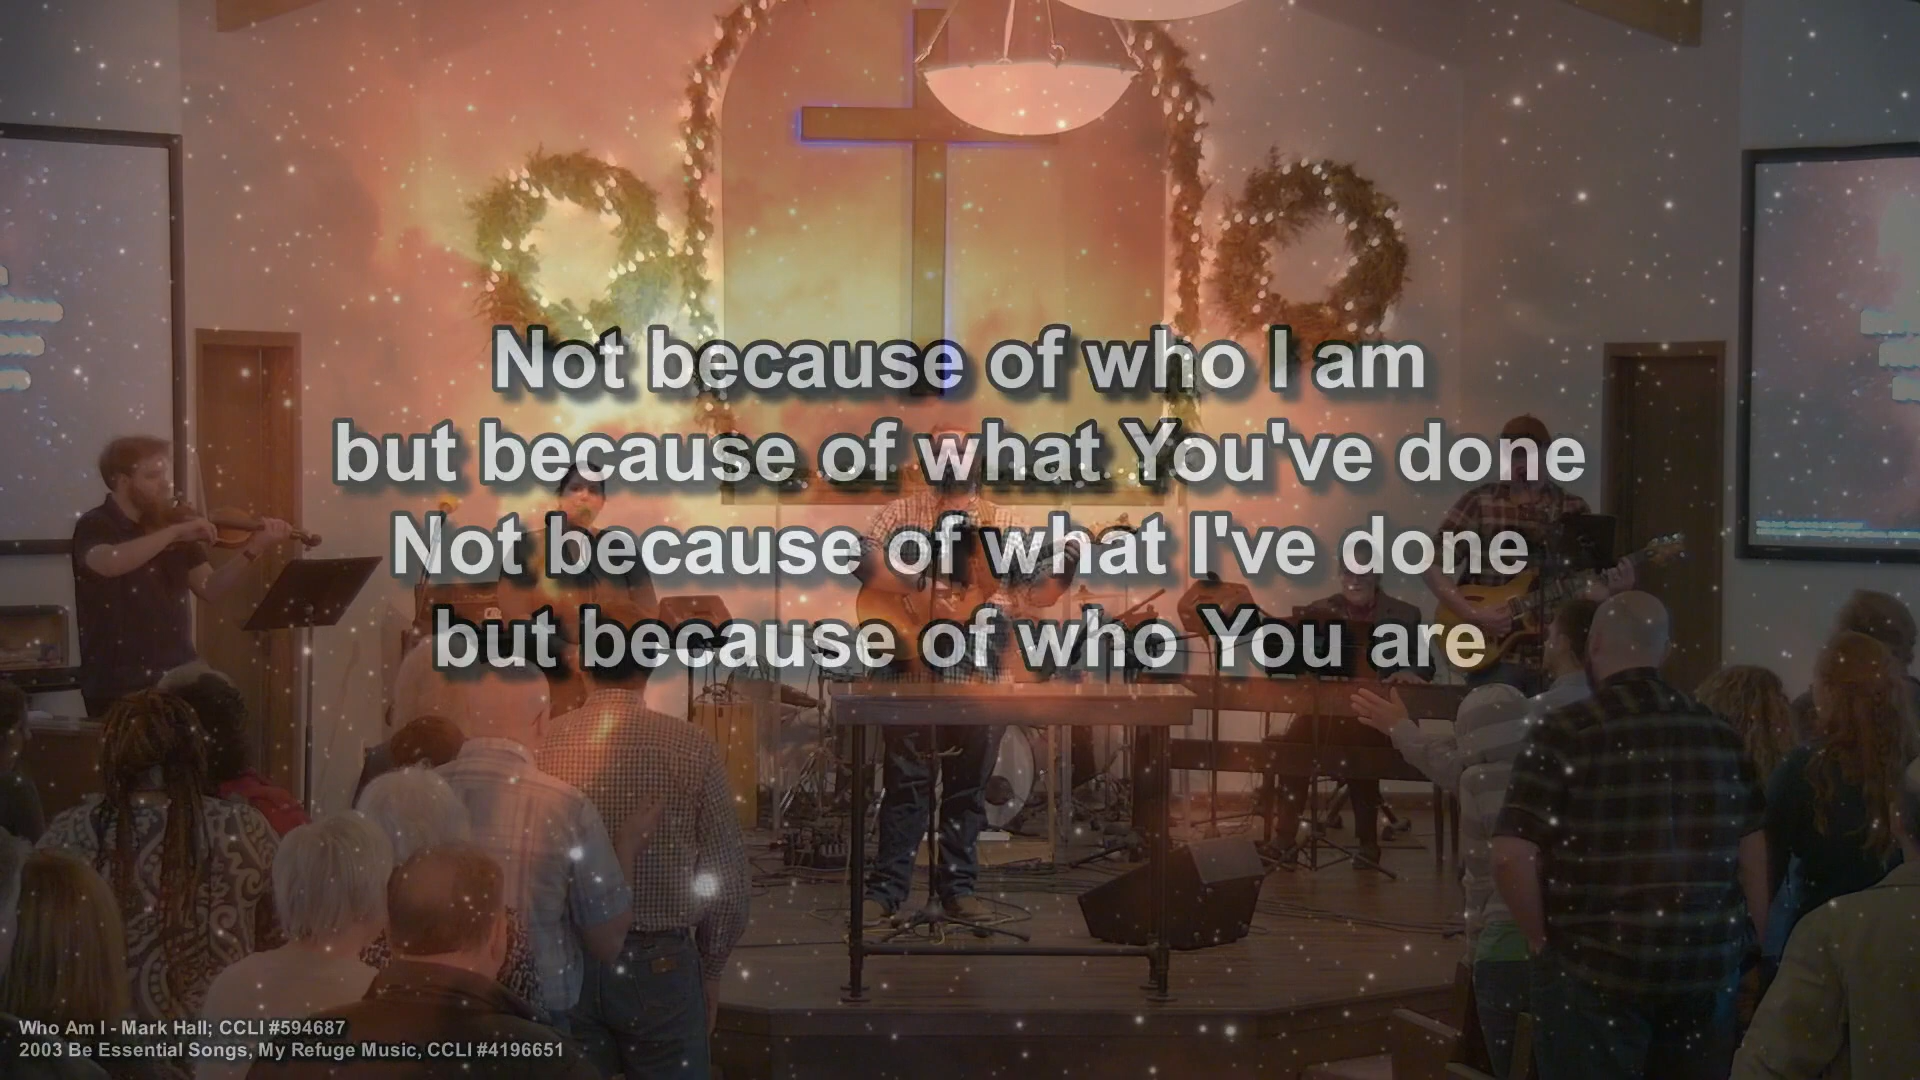 Not because of who I am
but because of what You've done
Not because of what I've done
but because of who You are
Who Am I - Mark Hall; CCLI #594687
2003 Be Essential Songs, My Refuge Music, CCLI #4196651